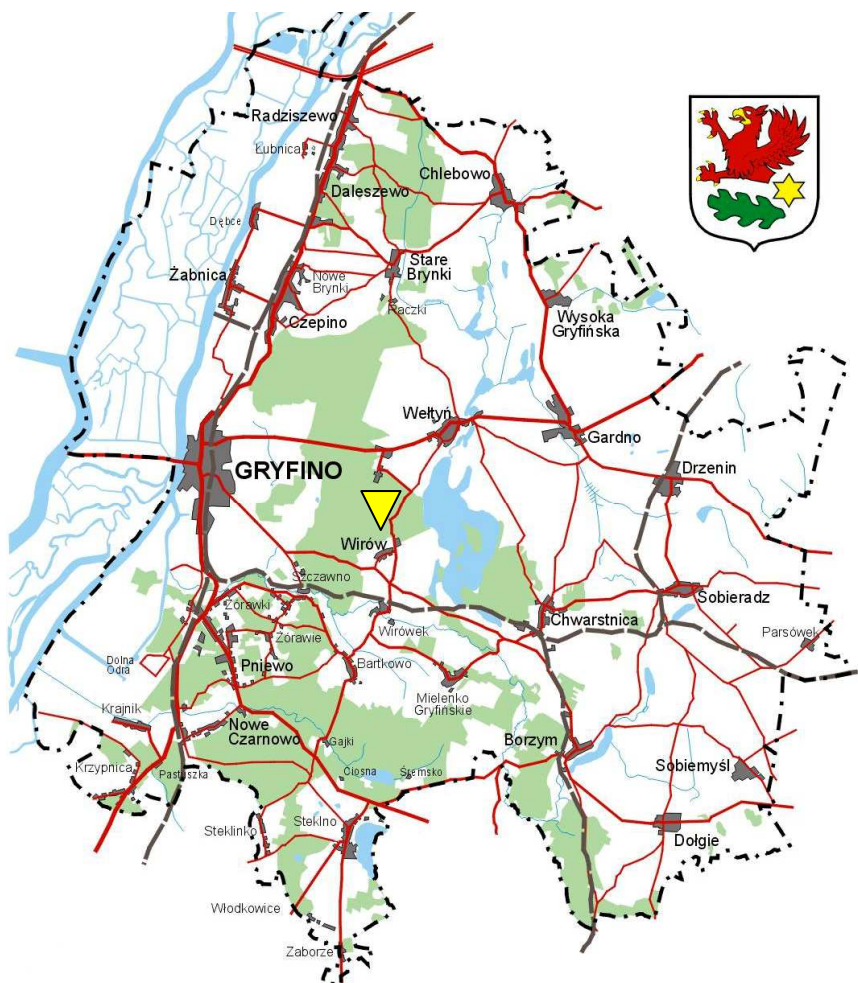 Radziszewo
Łubnica
Chlebowo
Daleszewo
Dębce
Stare
Brynki
Żabnica
Nowe
Brynki
Raczki
Wysoka
Gryfińska
Czepino
Wełtyń
Gardno
GRYFINO
Drzenin
Wirów
Szczawno
Sobieradz
Żórawki
Chwarstnica
Wirówek
Żórawie
Parsówek
Dolna
Odra
Pniewo
Bartkowo
Mielenko
Gryfińskie
Krajnik
Nowe
Czarnowo
Gajki
Borzym
Krzypnica
Pastuszka
Ciosna
Śremsko
Sobiemyśl
Steklno
Steklinko
Dołgie
Włodkowice
Zaborze